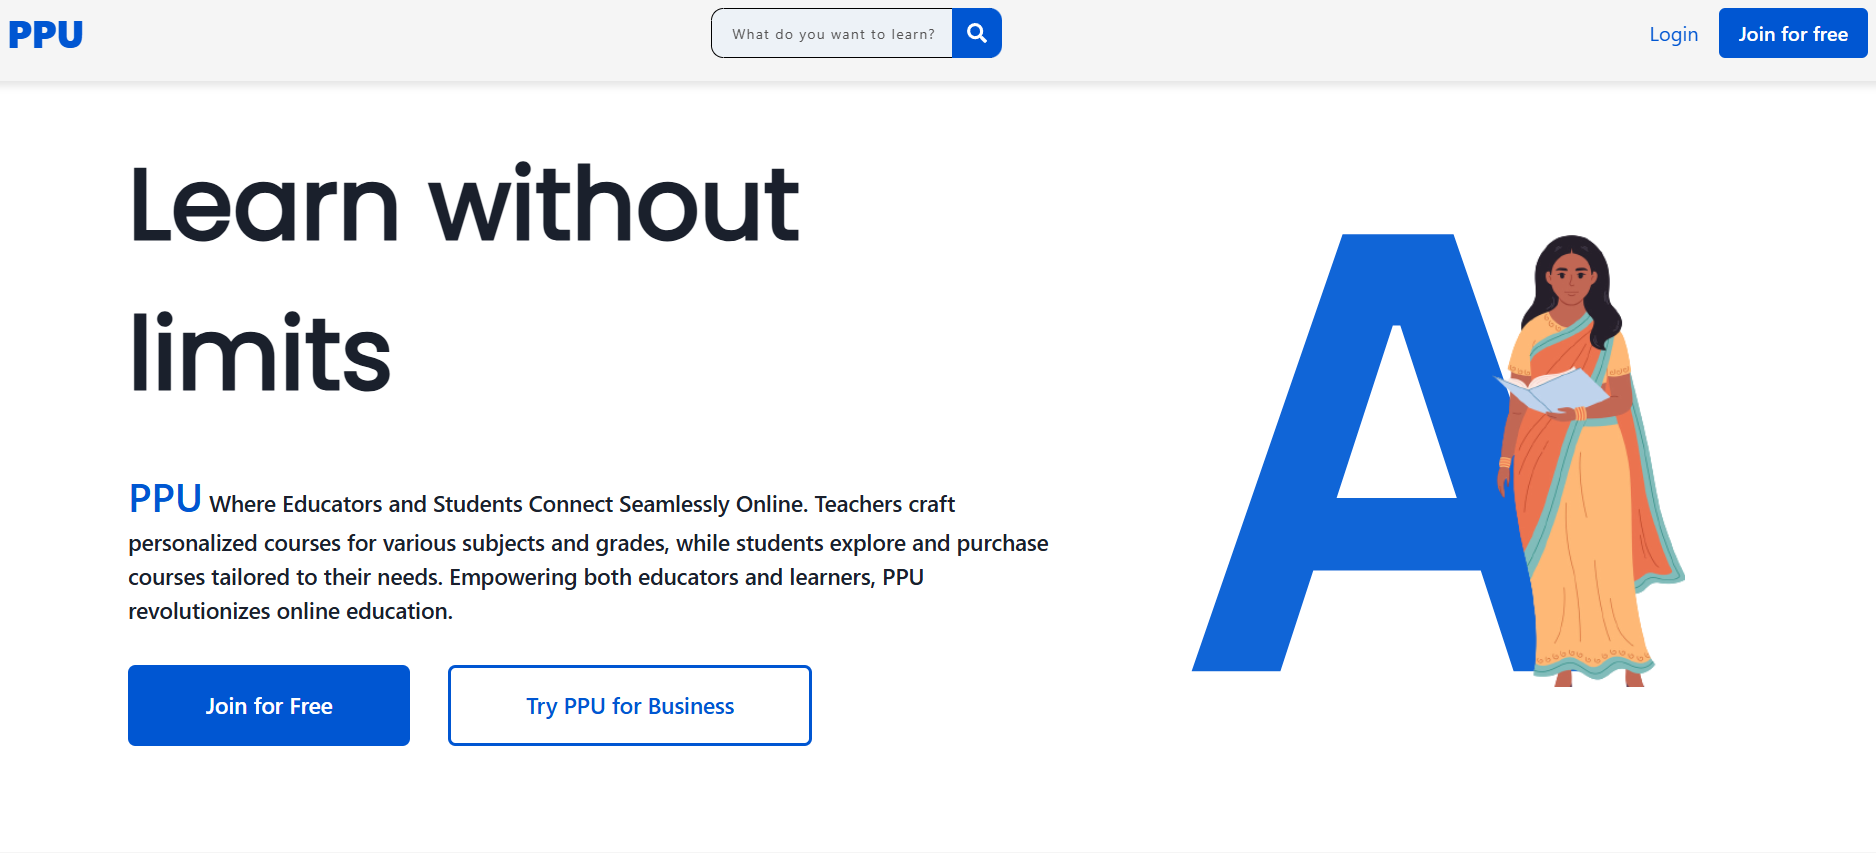 PPU
What do you want to learn?
Login
Join for free
Learn without
limits
PPU Where Educators and Students Connect Seamlessly Online. Teachers craft
personalized courses for various subjects and grades, while students explore and purchase
courses tailored to their needs. Empowering both educators and learners, PPU
revolutionizes online education.
Join for Free
Try PPU for Business
A